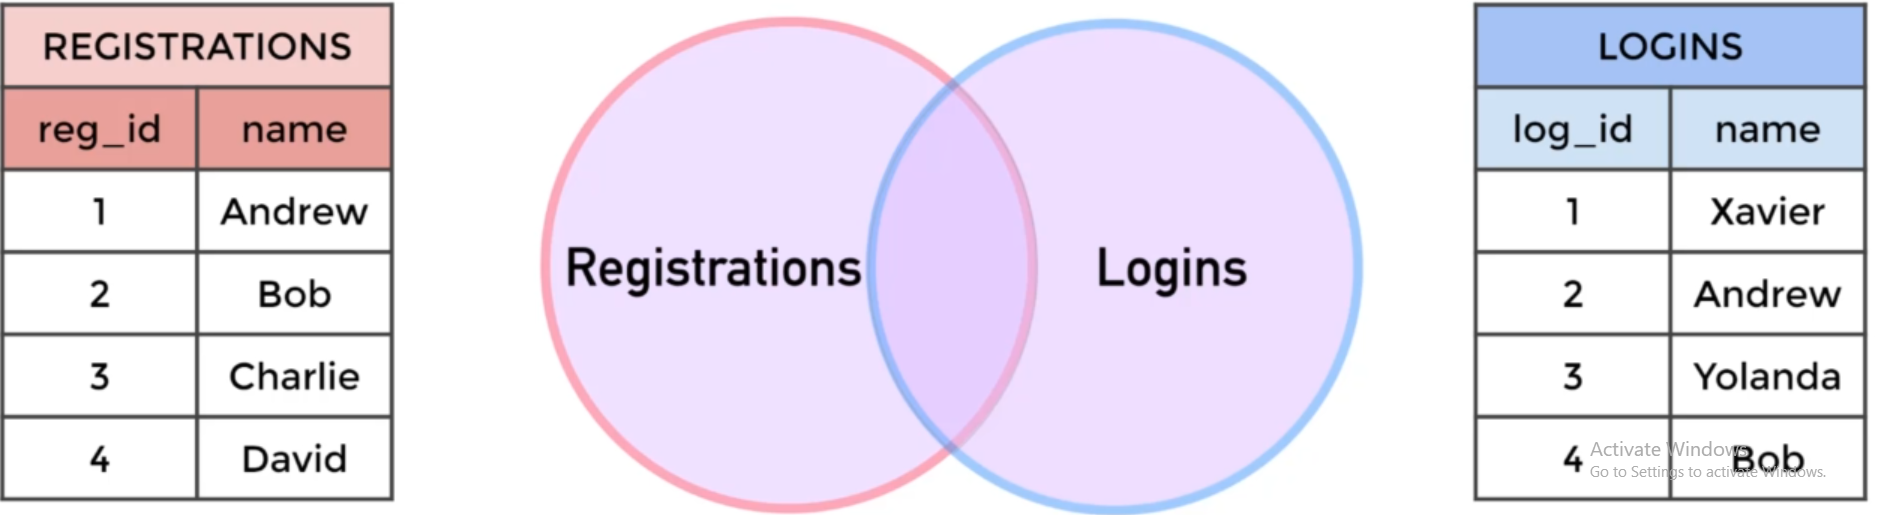 REGISTRATIONS
reg_id name
1 Andrew
2 Bob
3 Charlie
4 David
Registrations
Logins
LOGINS
log_id name
1 Xavier
2 Andrew
3 Yolanda
4 Bob
Activate Windows
Go to Settings to activate Windows.